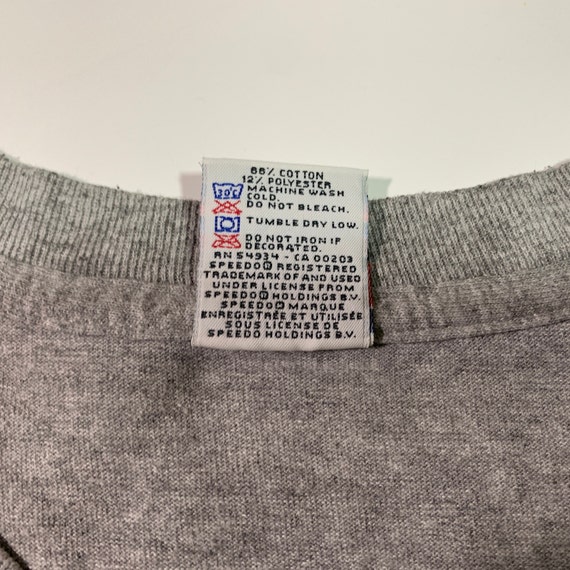 88% COTTON
12% POLYESTER
MACHINE WASH
COLD.
30°C
DO NOT BLEACH.
TUMBLE DRY LOW.
DO NOT IRON IF
DECORATED.
RN 54934 - CA 00203
SPEEDO® REGISTERED
TRADEMARK OF AND USED
UNDER LICENSE FROM
SPEEDO® HOLDINGS B.V.
SPEEDO® MARQUE
ENREGISTRÉE ET UTILISÉE
SOUS LICENSE DE
SPEEDO HOLDINGS B.V.